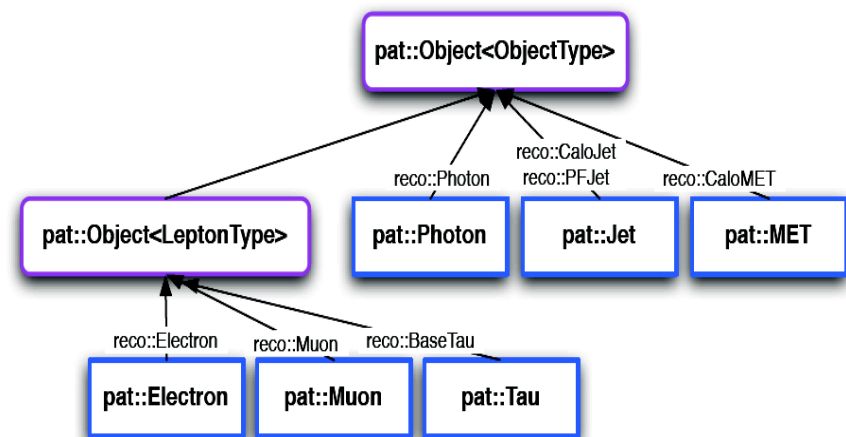 pat::Object<ObjectType>
reco::CaloJet
reco::Photon
reco::PFJet
reco::CaloMET
pat::Object<LeptonType>
pat::Photon
pat::Jet
pat::MET
reco::Electron
reco::Muon
reco::BaseTau
pat::Electron
pat::Muon
pat::Tau